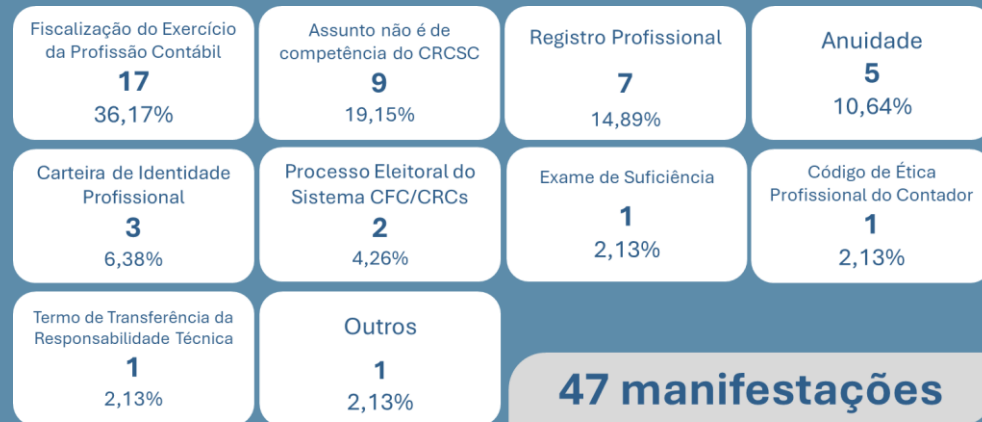 Fiscalização do Exercício
da Profissão Contábil
17
36,17%
Assunto não é de
competência do CRCSC
9
19,15%
Registro Profissional
7
14,89%
Anuidade
5
10,64%
Carteira de Identidade
Profissional
3
6,38%
Processo Eleitoral do
Sistema CFC/CRCs
2
4,26%
Exame de Suficiência
1
2,13%
Código de Ética
Profissional do Contador
1
2,13%
Termo de Transferência da
Responsabilidade Técnica
1
2,13%
Outros
1
2,13%
47 manifestações